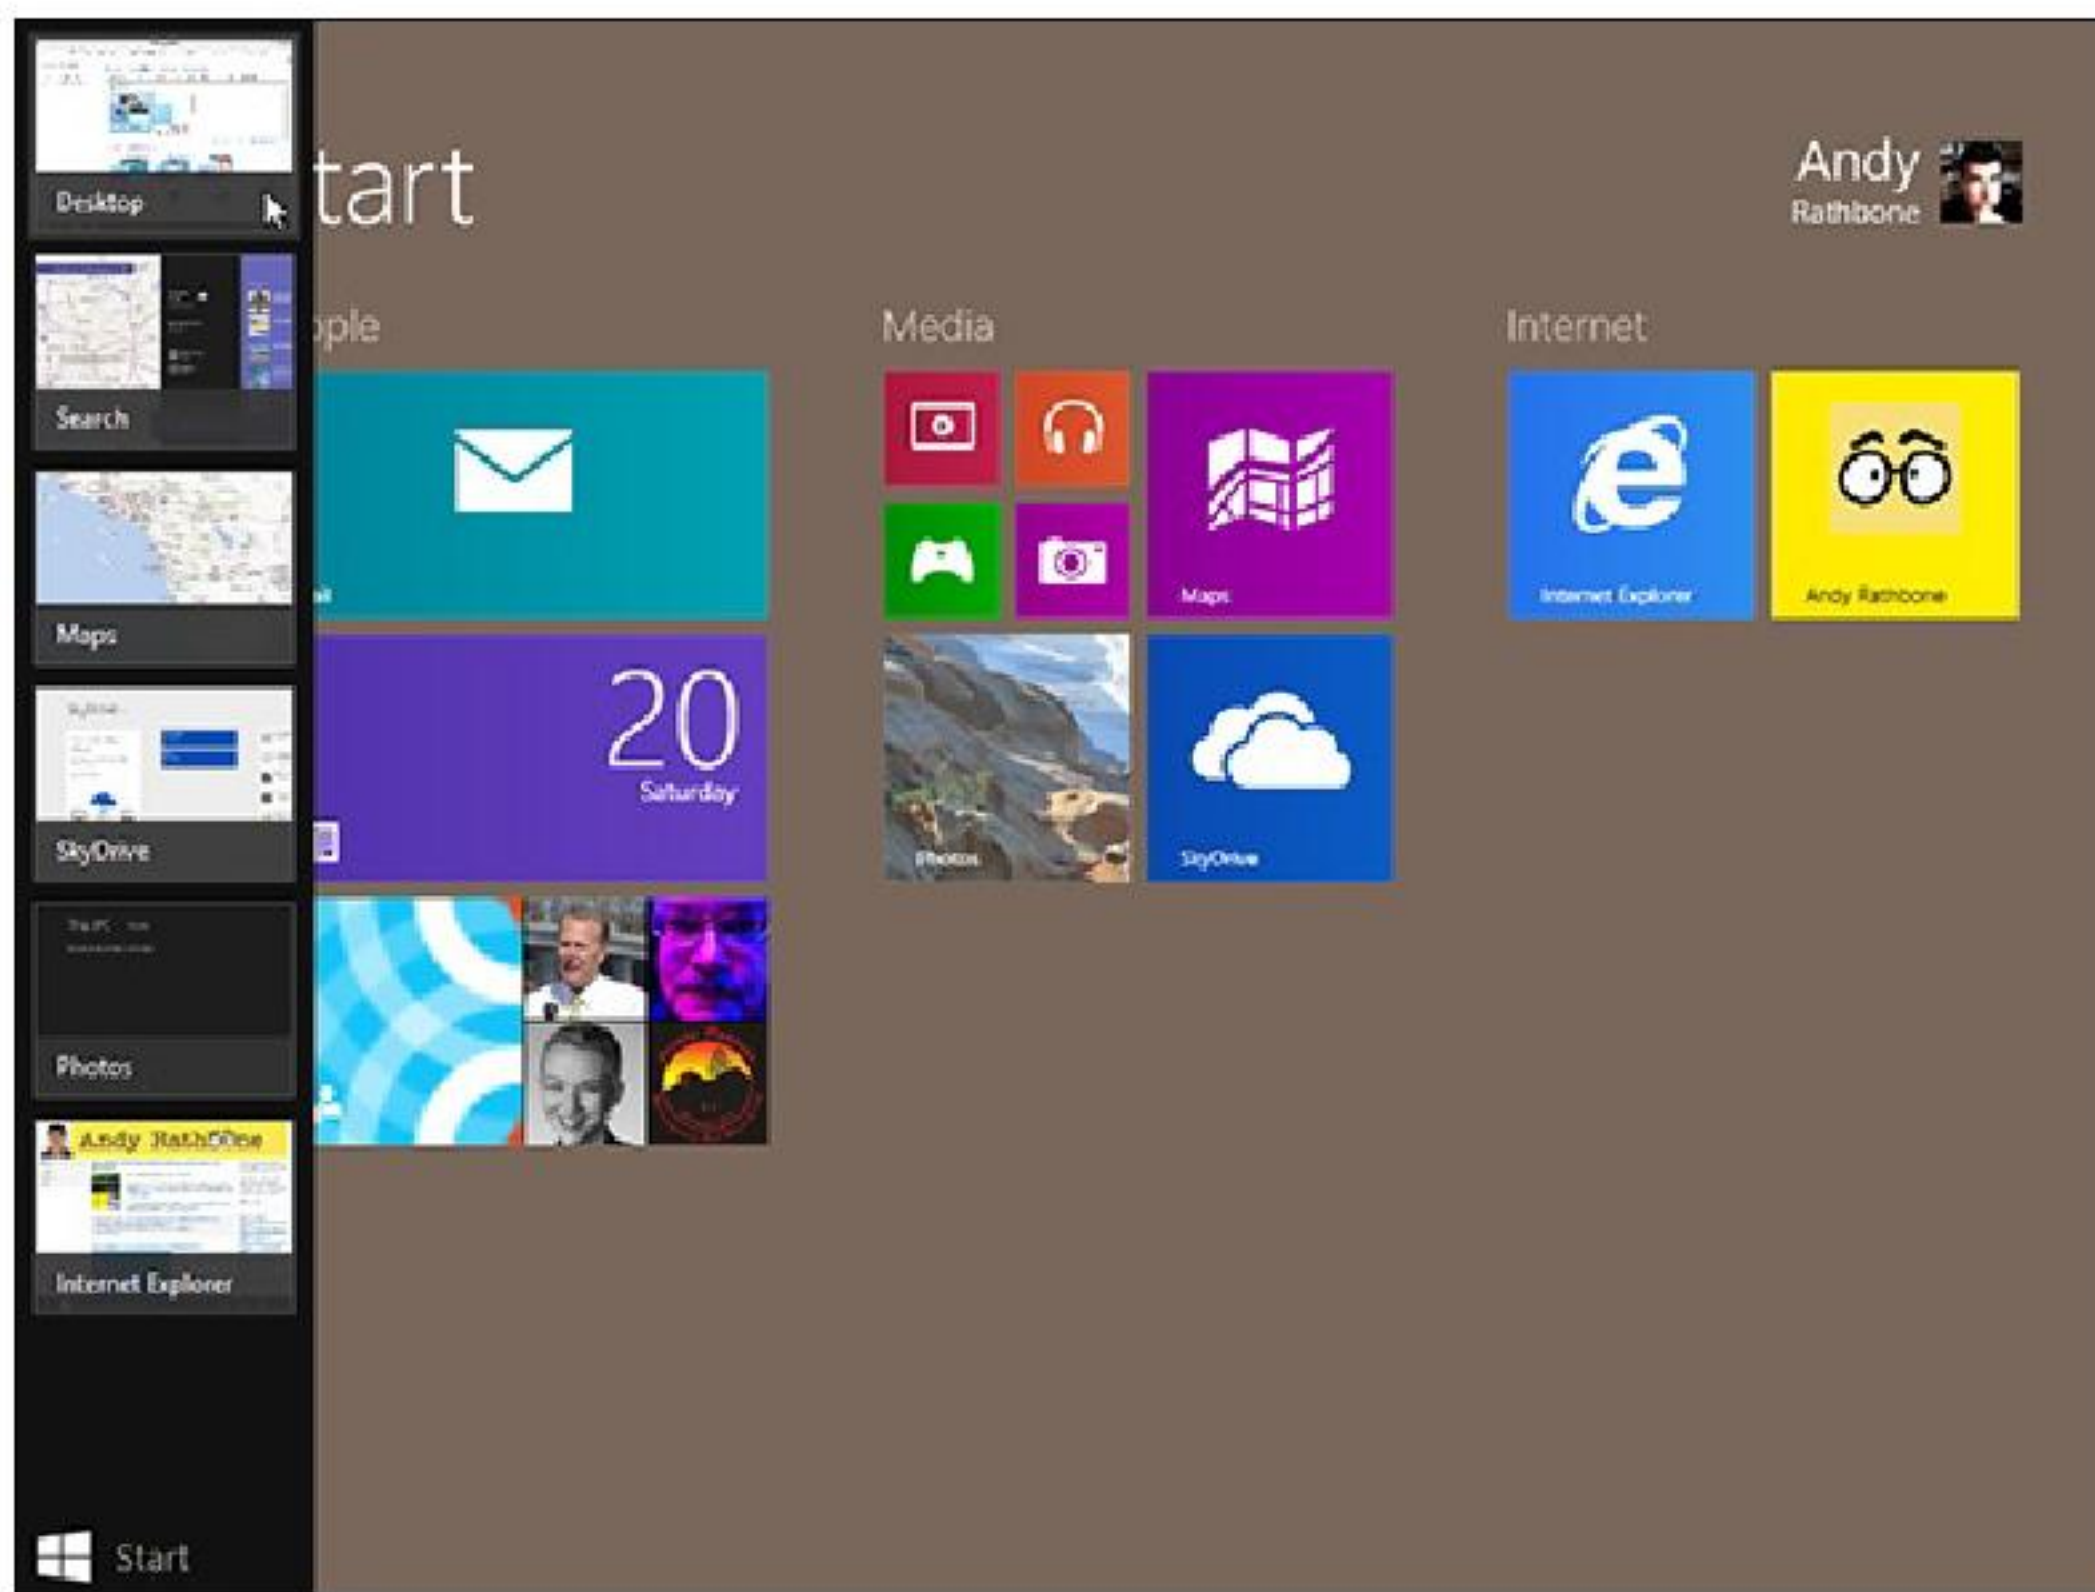 Desktop
Search
Maps
SkyDrive
Photos
Andy Rathbone
Internet Explorer
Start
tart
Andy
Rathbone
ople
ail
20
Saturday
Media
Maps
Photos
SkyDrive
Internet
Internet Explorer
Andy Rathbone